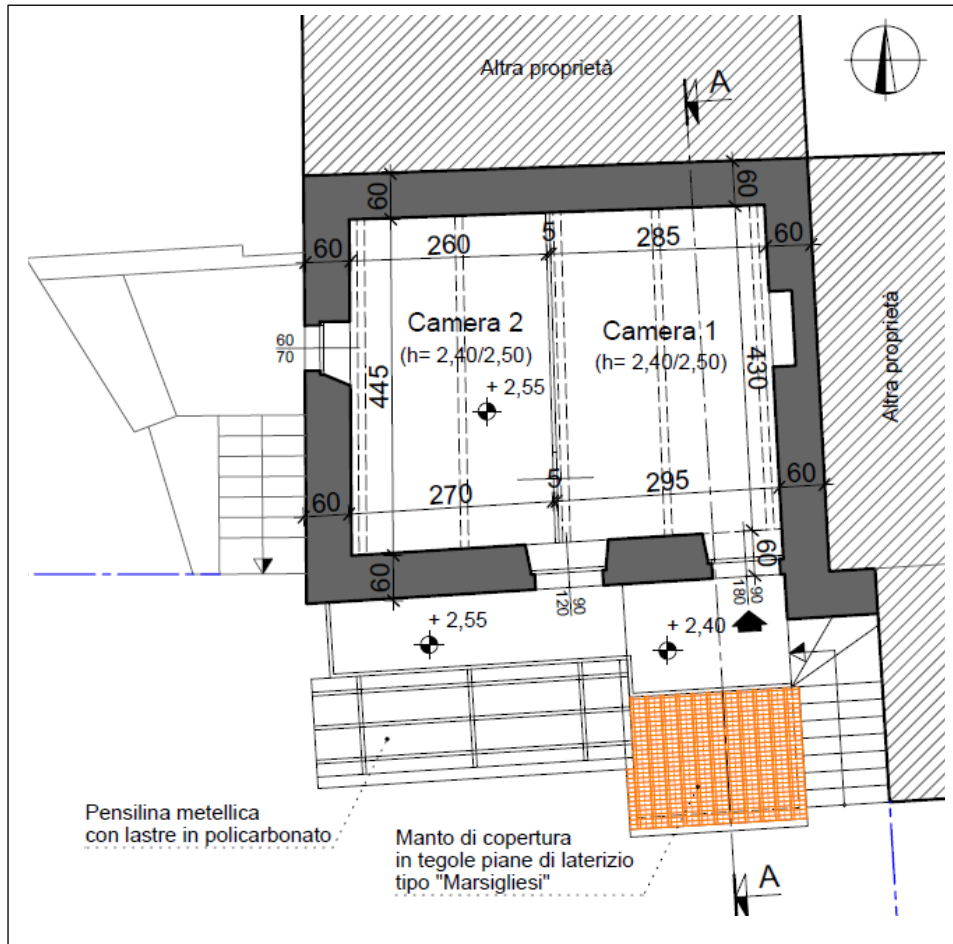 Altra proprietà
A
60
60
60
260
5
285
60
Camera 2
(h= 2,40/2,50)
Camera 1
(h= 2,40/2,50)
Altra proprietà
60
70
445
+ 2,55
430
60
270
5
295
60
60
60
120
90
180
90
+ 2,55
+ 2,40
Pensilina metallica
con lastre in policarbonato
Manto di copertura
in tegole piane di laterizio
tipo "Marsigliesi"
A